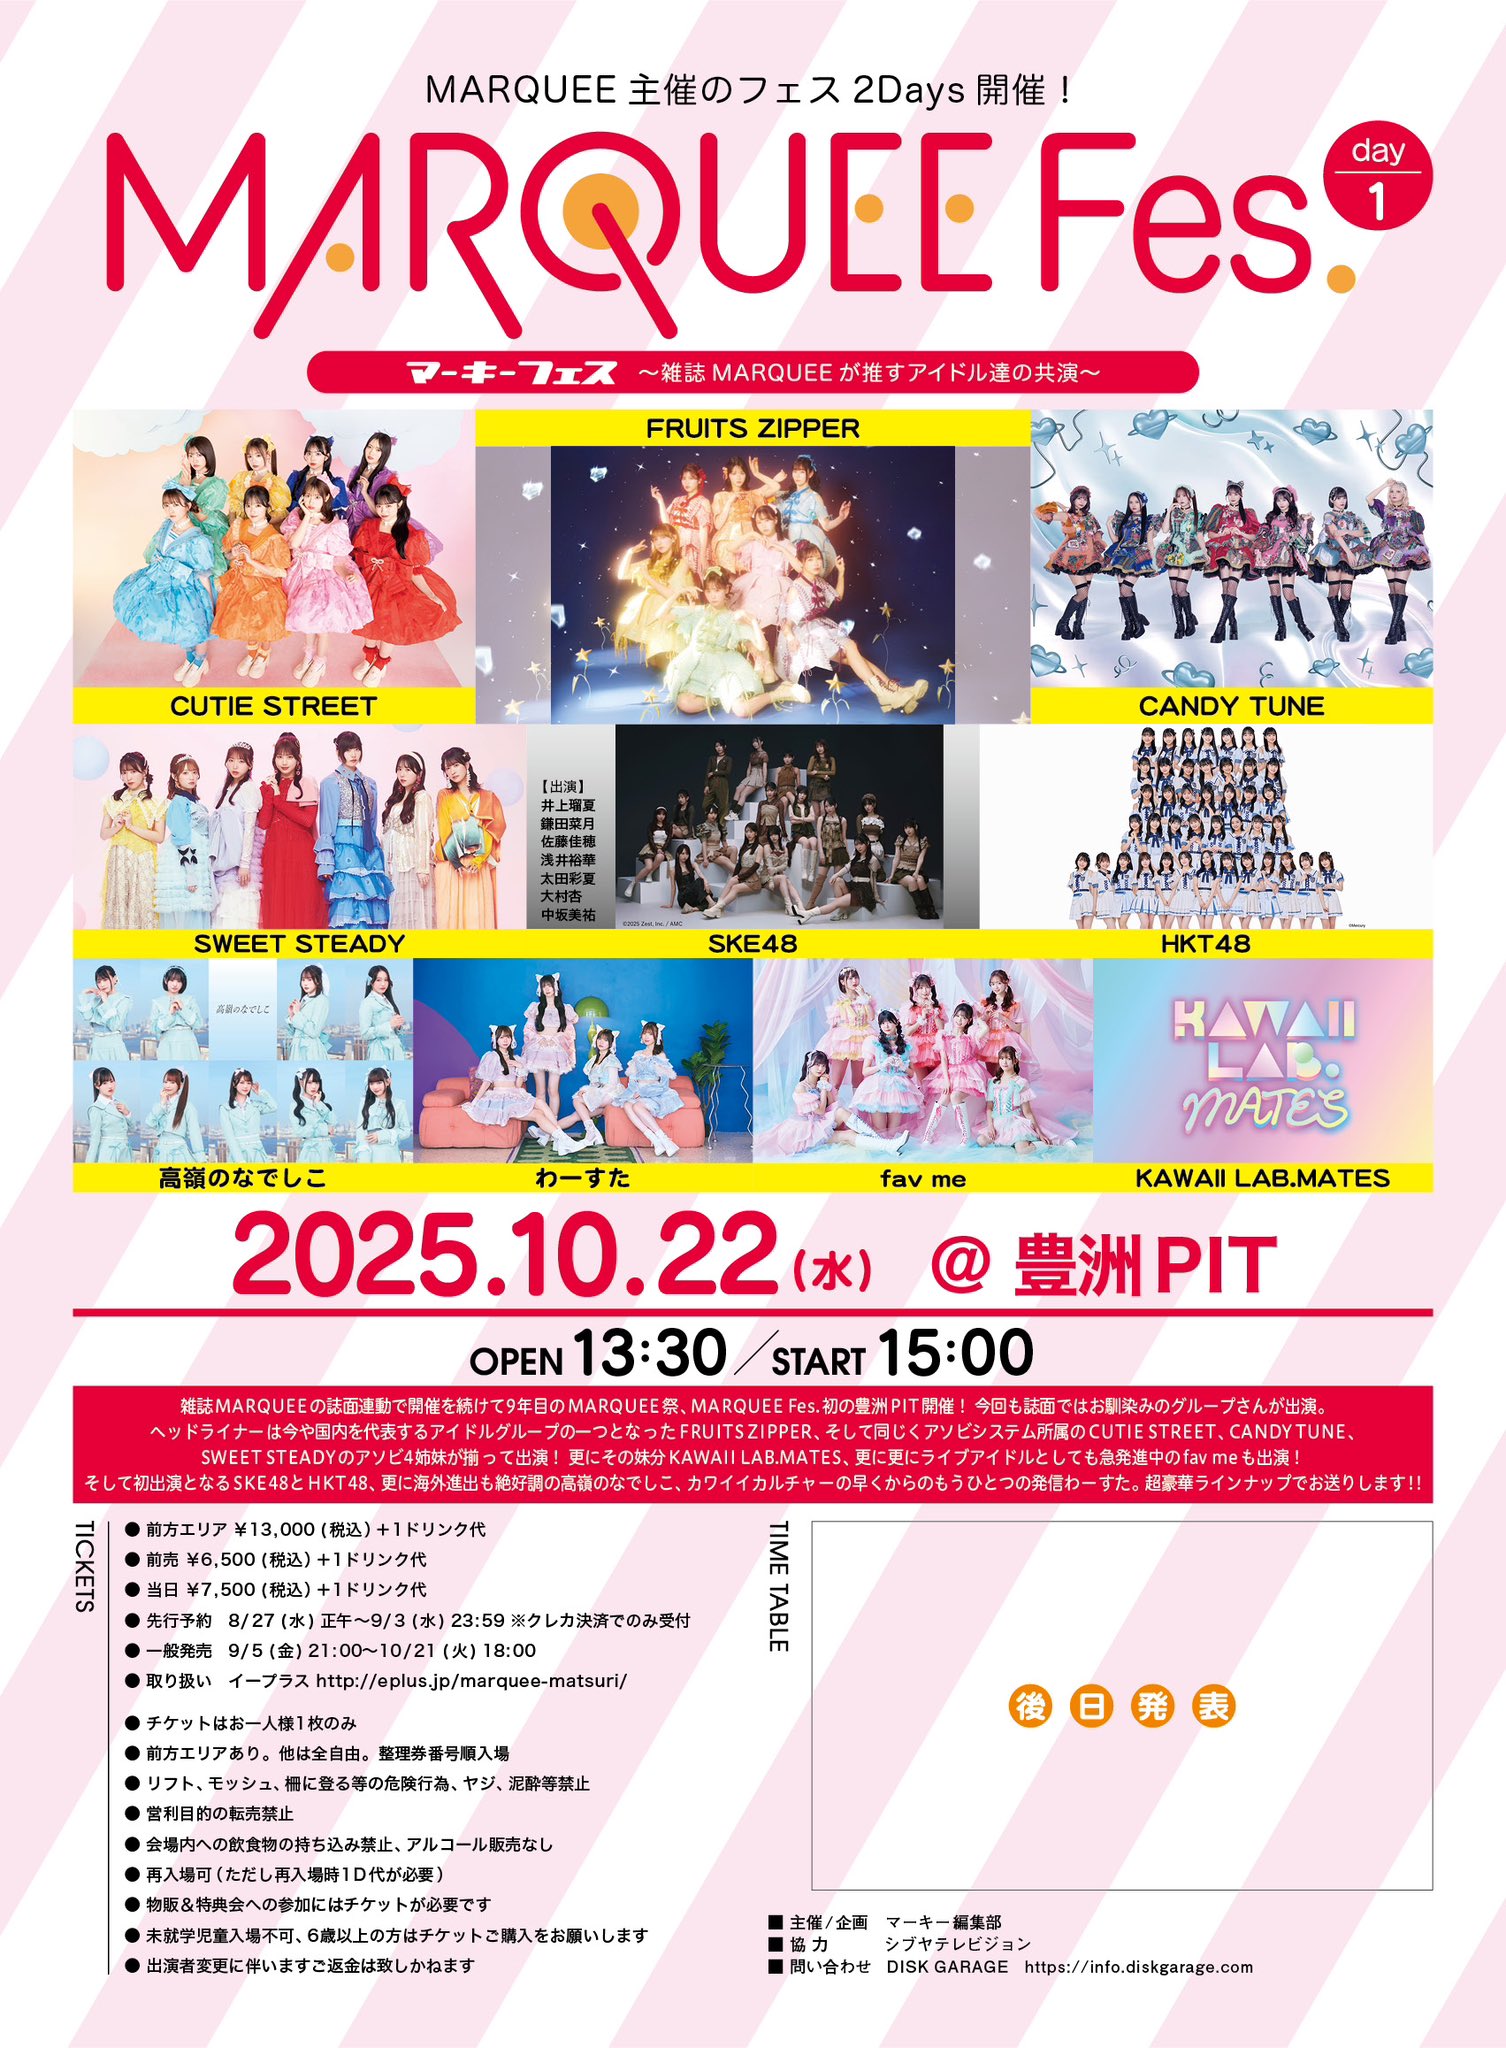 MARQUEE 主催のフェス 2Days 開催！
MARQUEE Fes.
day
1
マーキーフェス 〜雑誌 MARQUEE が推すアイドル達の共演〜
FRUITS ZIPPER
CUTIE STREET
CANDY TUNE
【出演】
井上瑠夏
鎌田菜月
佐藤佳穂
浅井裕華
太田彩夏
大村杏
中坂美祐
©2025 Zest, Inc. / AMC
©Mercury
SWEET STEADY
SKE48
HKT48
高嶺のなでしこ
KAWAII
LAB.
MATES
高嶺のなでしこ
わーすた
fav me
KAWAII LAB.MATES
2025.10.22(水) @ 豊洲PIT
OPEN 13:30／START 15:00
雑誌MARQUEEの誌面連動で開催を続けて9年目のMARQUEE祭、MARQUEE Fes.初の豊洲PIT開催！ 今回も誌面ではお馴染みのグループさんが出演。
ヘッドライナーは今や国内を代表するアイドルグループの一つとなったFRUITS ZIPPER、そして同じくアソビシステム所属のCUTIE STREET、CANDY TUNE、
SWEET STEADYのアソビ4姉妹が揃って出演！ 更にその妹分KAWAII LAB.MATES、更に更にライブアイドルとしても急発進中のfav meも出演！
そして初出演となるSKE48とHKT48、更に海外進出も絶好調の高嶺のなでしこ、カワイイカルチャーの早くからのもうひとつの発信わーすた。超豪華ラインナップでお送りします!!
TICKETS
● 前方エリア ￥13,000 (税込) ＋1ドリンク代
● 前売 ￥6,500 (税込) ＋1ドリンク代
● 当日 ￥7,500 (税込) ＋1ドリンク代
● 先行予約 8/27 (水) 正午〜9/3 (水) 23:59 ※クレカ決済でのみ受付
● 一般発売 9/5 (金) 21:00〜10/21 (火) 18:00
● 取り扱い イープラス http://eplus.jp/marquee-matsuri/
● チケットはお一人様1枚のみ
● 前方エリアあり。他は全自由。整理券番号順入場
● リフト、モッシュ、柵に登る等の危険行為、ヤジ、泥酔等禁止
● 営利目的の転売禁止
● 会場内への飲食物の持ち込み禁止、アルコール販売なし
● 再入場可（ただし再入場時1D代が必要）
● 物販＆特典会への参加にはチケットが必要です
● 未就学児童入場不可、6歳以上の方はチケットご購入をお願いします
● 出演者変更に伴いますご返金は致しかねます
TIME TABLE
後日発表
■ 主催/企画 マーキー編集部
■ 協 力 シブヤテレビジョン
■ 問い合わせ DISK GARAGE https://info.diskgarage.com